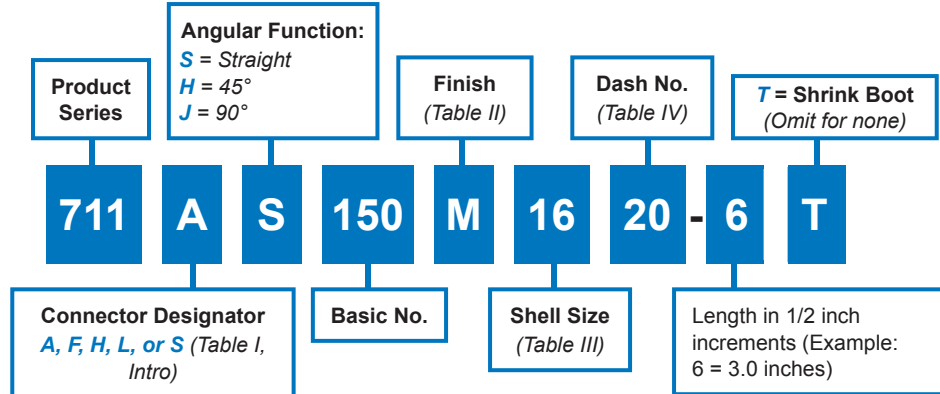 Product
Series
Angular Function:
S = Straight
H = 45°
J = 90°
Finish
(Table II)
Dash No.
(Table IV)
T = Shrink Boot
(Omit for none)
711 A S 150 M 16 20 - 6 T
Connector Designator
A, F, H, L, or S (Table I,
Intro)
Basic No.
Shell Size
(Table III)
Length in 1/2 inch
increments (Example:
6 = 3.0 inches)